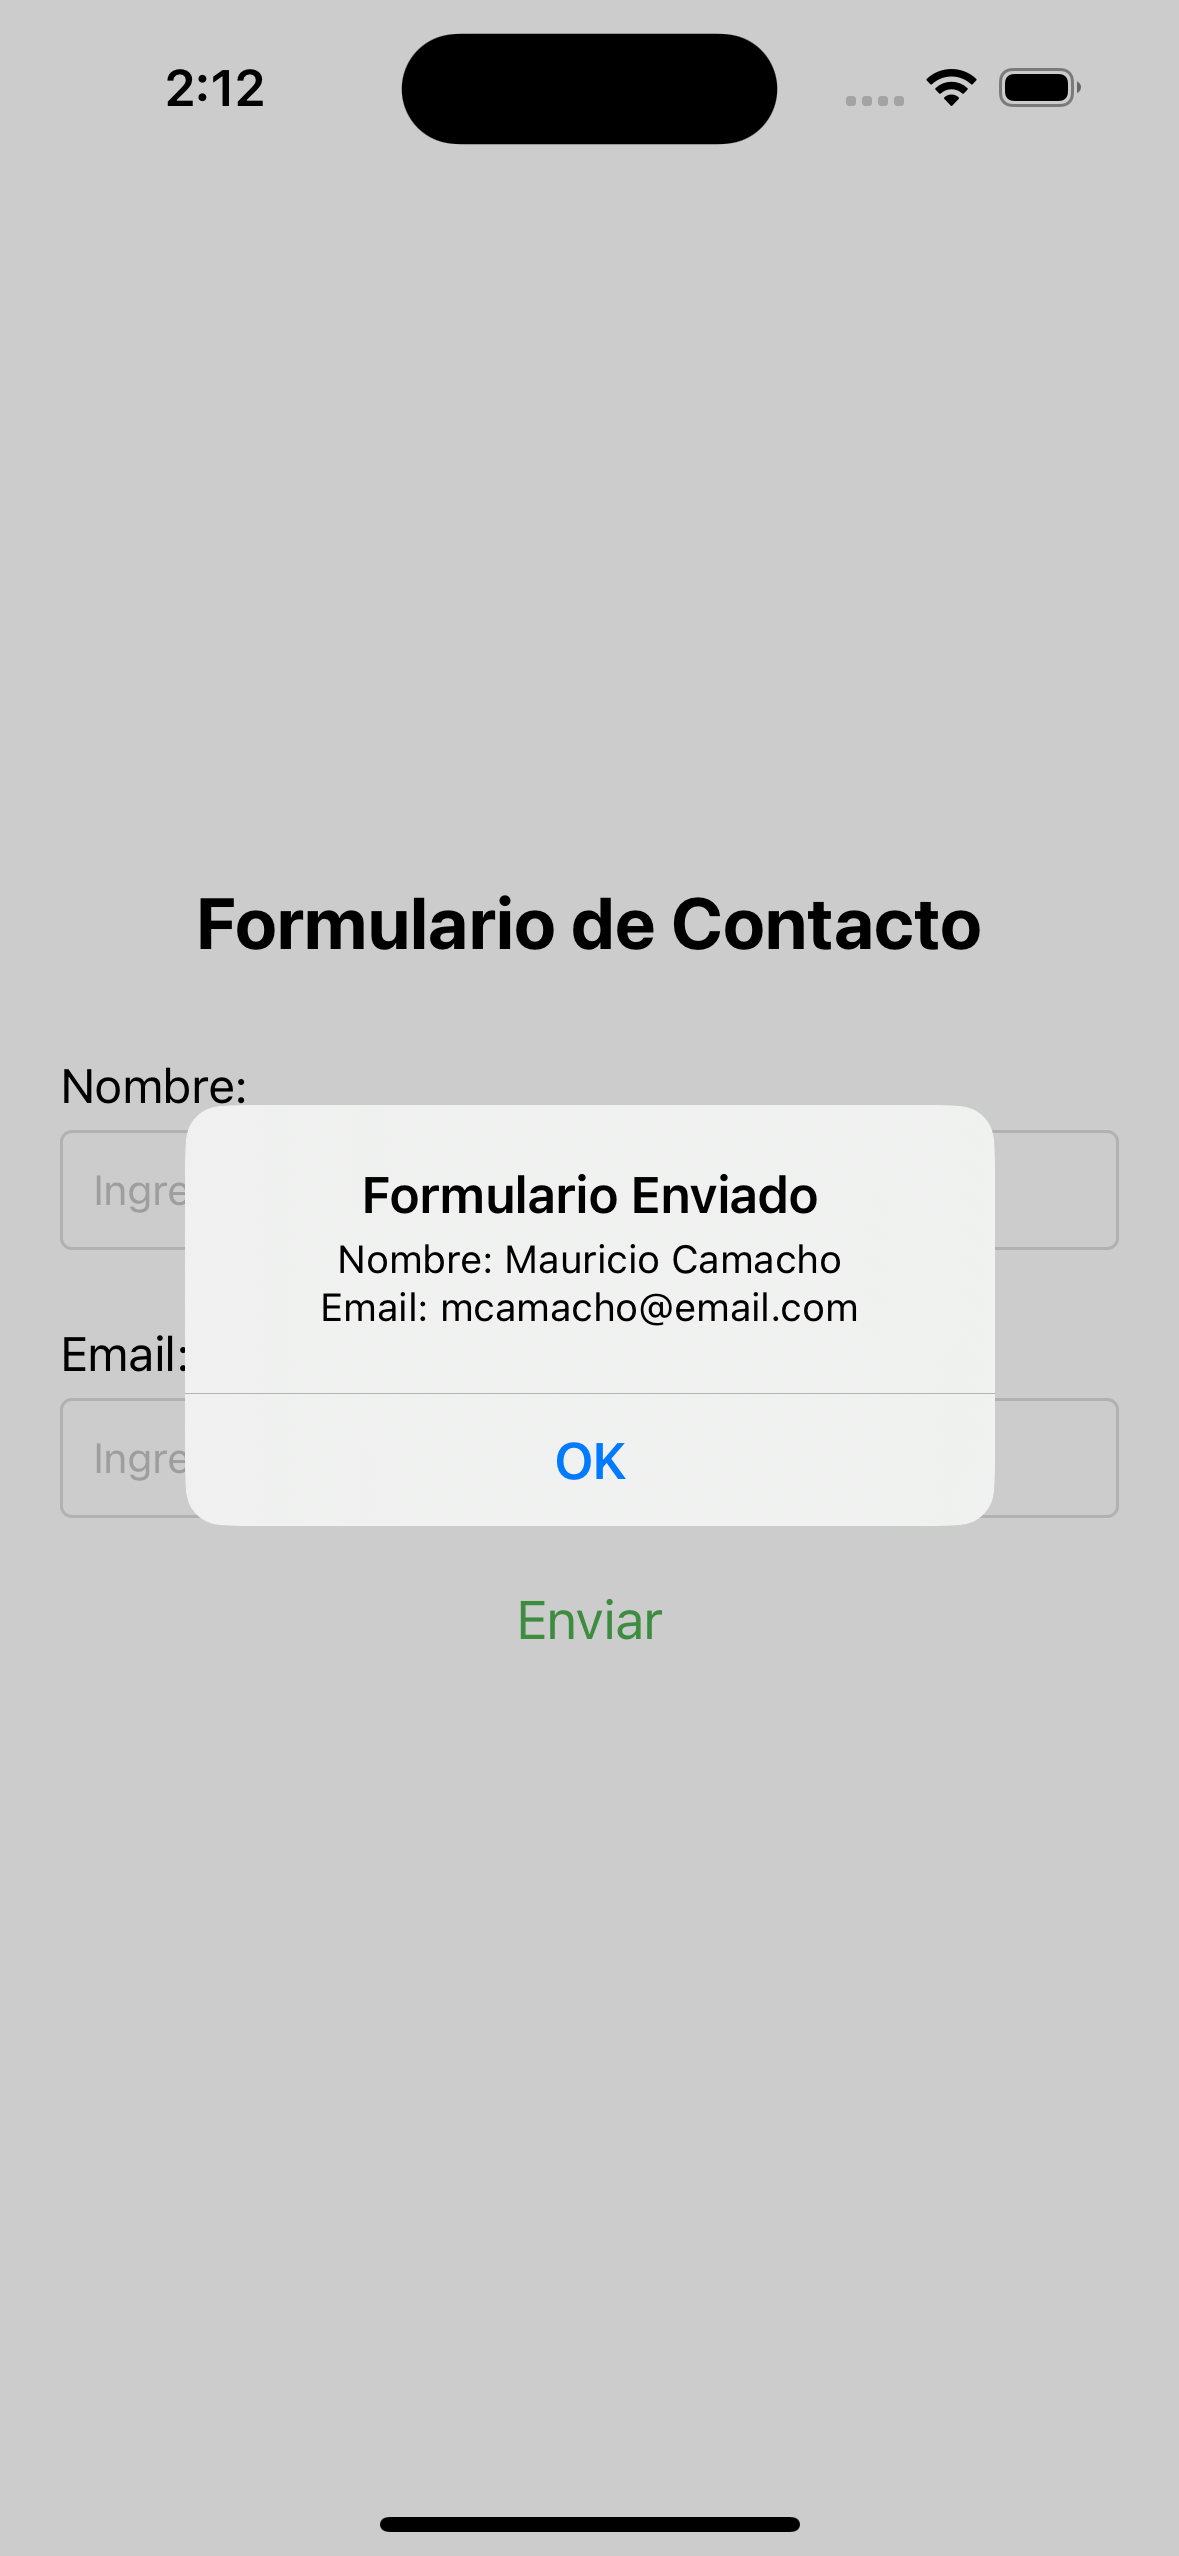 2:12
Formulario de Contacto
Nombre:
Ingre
Formulario Enviado
Nombre: Mauricio Camacho
Email: mcamacho@email.com
Email:
Ingre
OK
Enviar